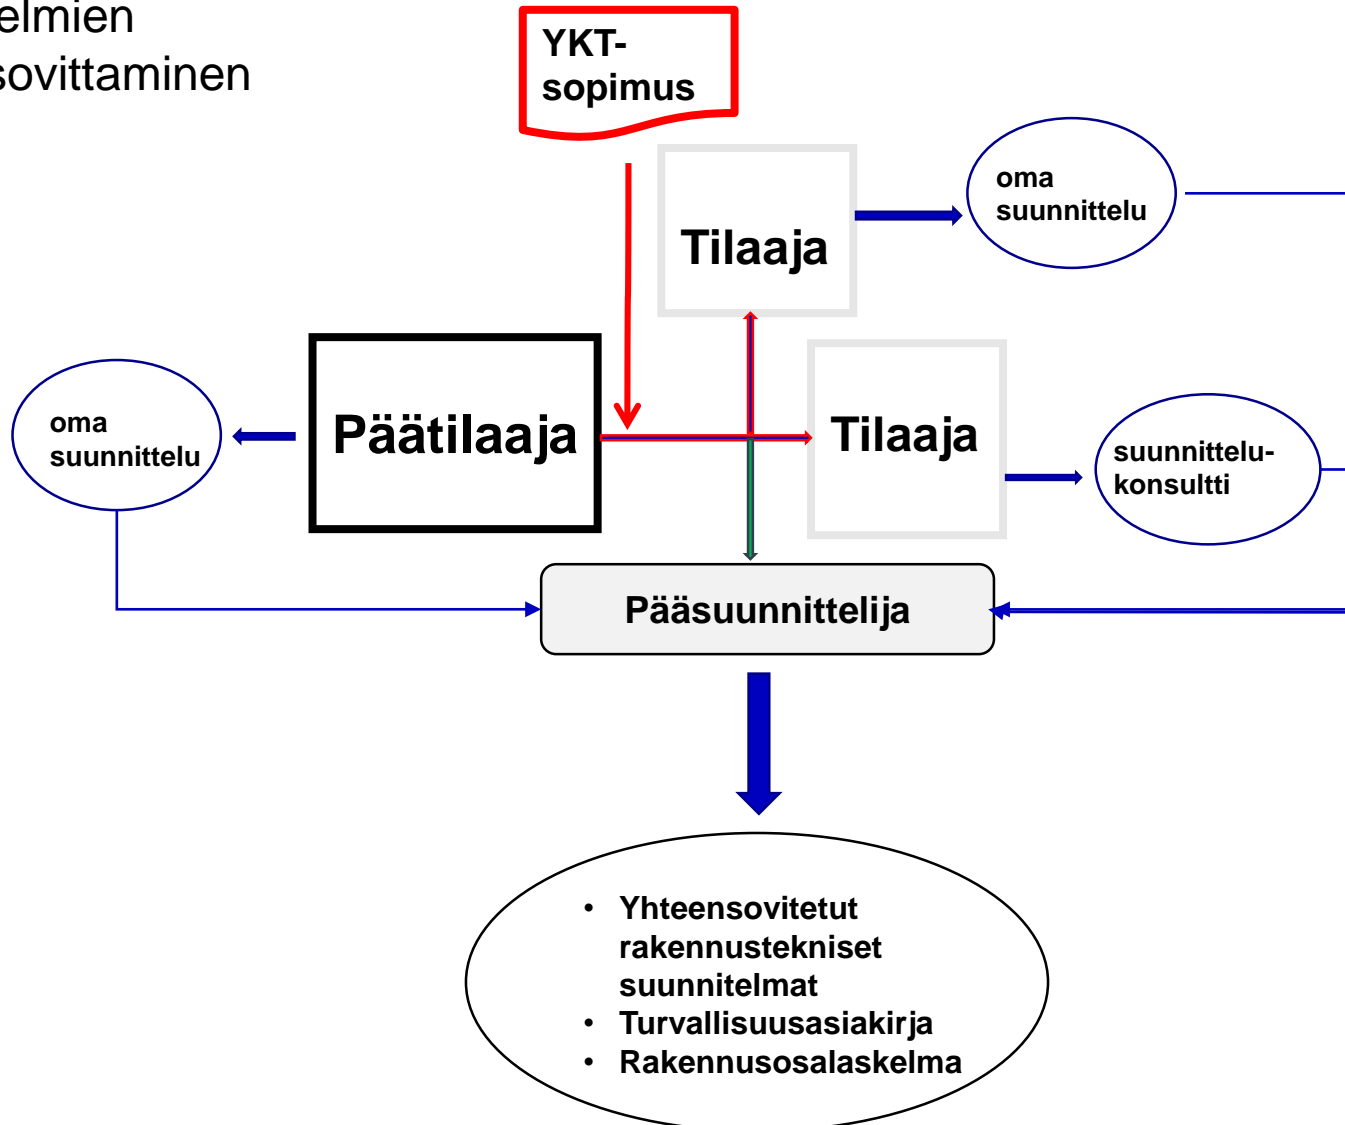 elmien
sovittaminen
YKT-
sopimus
oma
suunnittelu
Tilaaja
Päätilaaja
Tilaaja
oma
suunnittelu
suunnittelu-
konsultti
Pääsuunnittelija
• Yhteensovitetut
rakennustekniset
suunnitelmat
• Turvallisuusasiakirja
• Rakennusosalaskelma